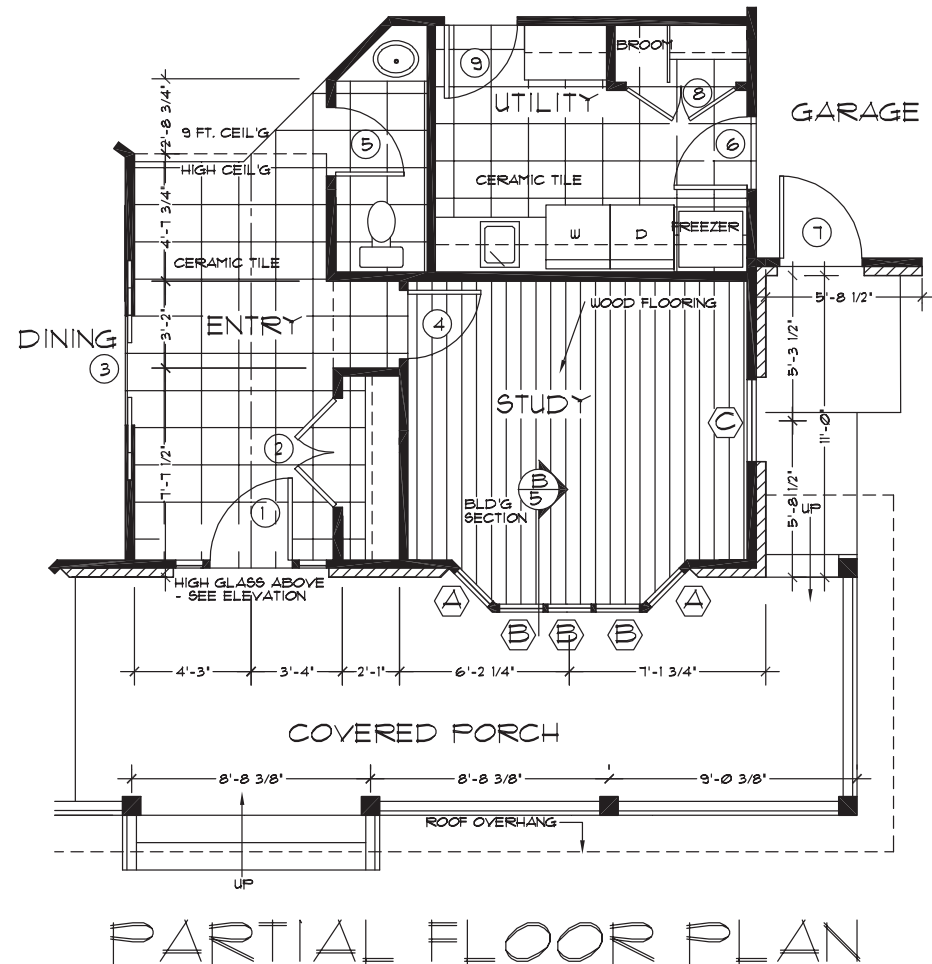 BROOM
9
UTILITY
8
GARAGE
2'-8 3/4"
9 FT. CEIL'G
5
6
HIGH CEIL'G
CERAMIC TILE
4'-7 3/4"
FREEZER
W
D
7
CERAMIC TILE
5'-8 1/2"
WOOD FLOORING
ENTRY
4
3'-2"
DINING
5'-3 1/2"
3
STUDY
C
11'-0"
2
7'-7 1/2"
B
5
BLD'G
SECTION
5'-8 1/2"
UP
1
HIGH GLASS ABOVE
- SEE ELEVATION
A
A
B
B
B
4'-3"
3'-4"
2'-1"
6'-2 1/4"
7'-1 3/4"
COVERED PORCH
8'-8 3/8"
8'-8 3/8"
9'-0 3/8"
ROOF OVERHANG
UP
PARTIAL FLOOR PLAN